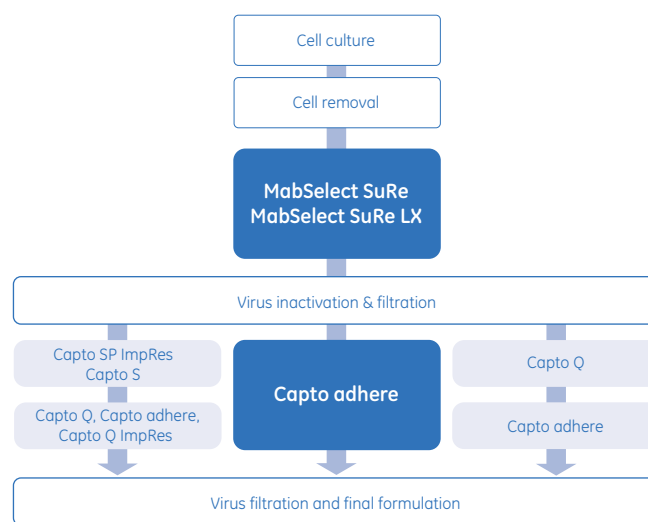 Cell culture
Cell removal
MabSelect SuRe
MabSelect SuRe LX
Virus inactivation & filtration
Capto SP ImpRes
Capto S
Capto Q, Capto adhere,
Capto Q ImpRes
Capto adhere
Capto Q
Capto adhere
Virus filtration and final formulation